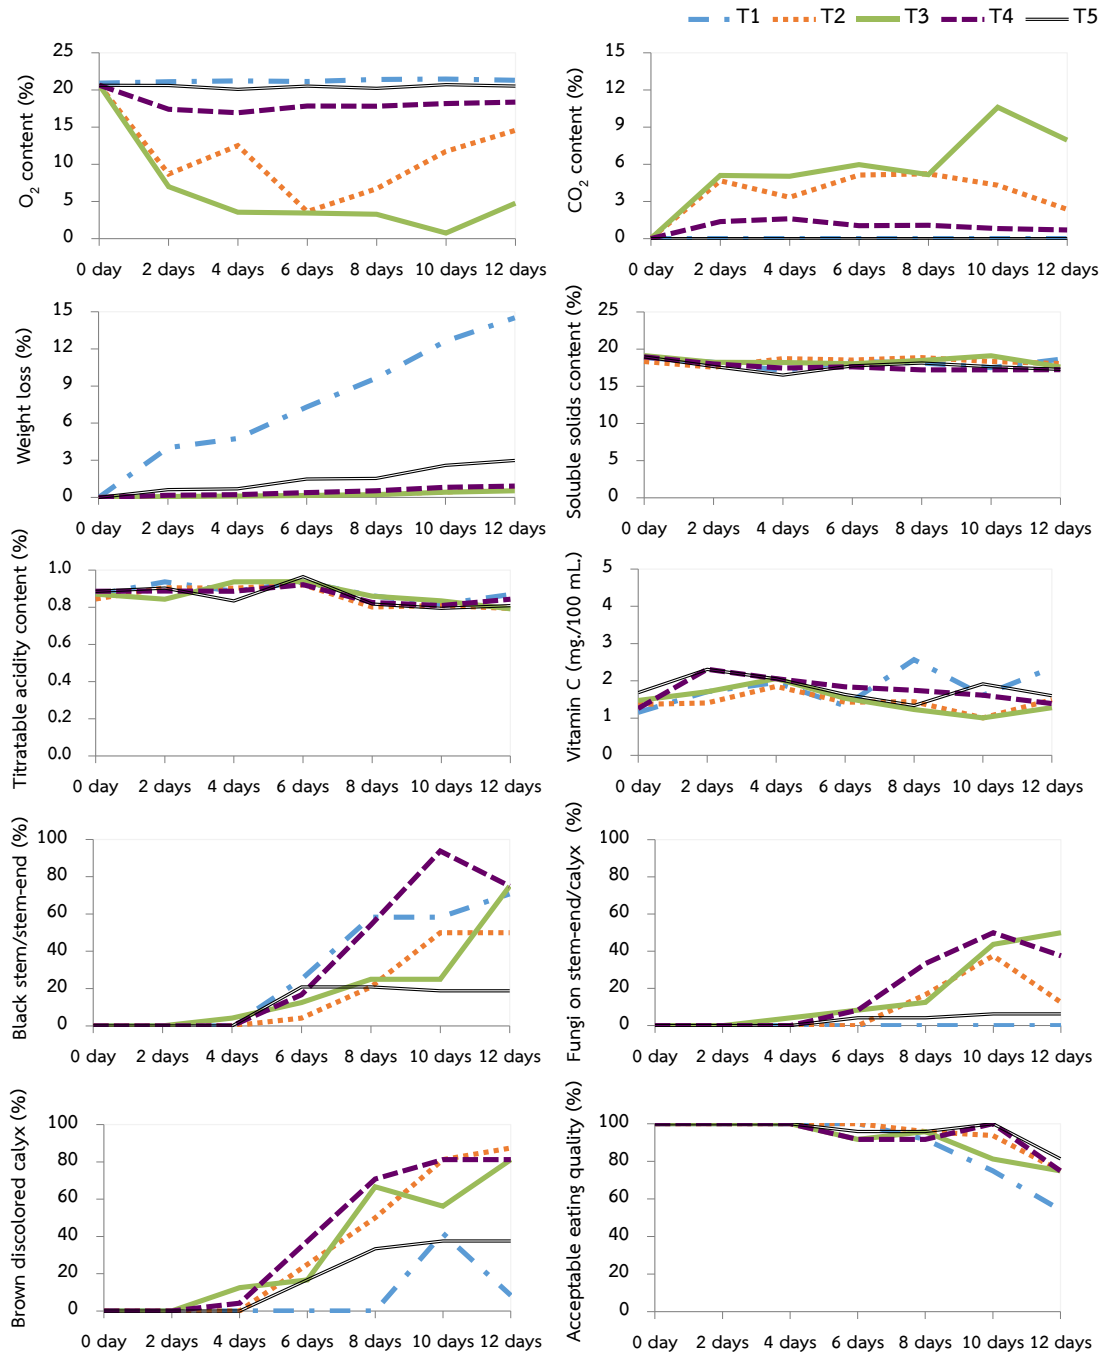 T1 T2 T3 T4 T5
O2 content (%)
25
20
15
10
5
0
0 day 2 days 4 days 6 days 8 days 10 days 12 days
CO2 content (%)
15
12
9
6
3
0
0 day 2 days 4 days 6 days 8 days 10 days 12 days
Weight loss (%)
15
12
9
6
3
0
0 day 2 days 4 days 6 days 8 days 10 days 12 days
Soluble solids content (%)
25
20
15
10
5
0
0 day 2 days 4 days 6 days 8 days 10 days 12 days
Titratable acidity content (%)
1.0
0.8
0.6
0.4
0.2
0.0
0 day 2 days 4 days 6 days 8 days 10 days 12 days
Vitamin C (mg./100 mL.)
5
4
3
2
1
0
0 day 2 days 4 days 6 days 8 days 10 days 12 days
Black stem/stem-end (%)
100
80
60
40
20
0
0 day 2 days 4 days 6 days 8 days 10 days 12 days
Fungi on stem-end/calyx (%)
100
80
60
40
20
0
0 day 2 days 4 days 6 days 8 days 10 days 12 days
Brown discolored calyx (%)
100
80
60
40
20
0
0 day 2 days 4 days 6 days 8 days 10 days 12 days
Acceptable eating quality (%)
100
80
60
40
20
0
0 day 2 days 4 days 6 days 8 days 10 days 12 days